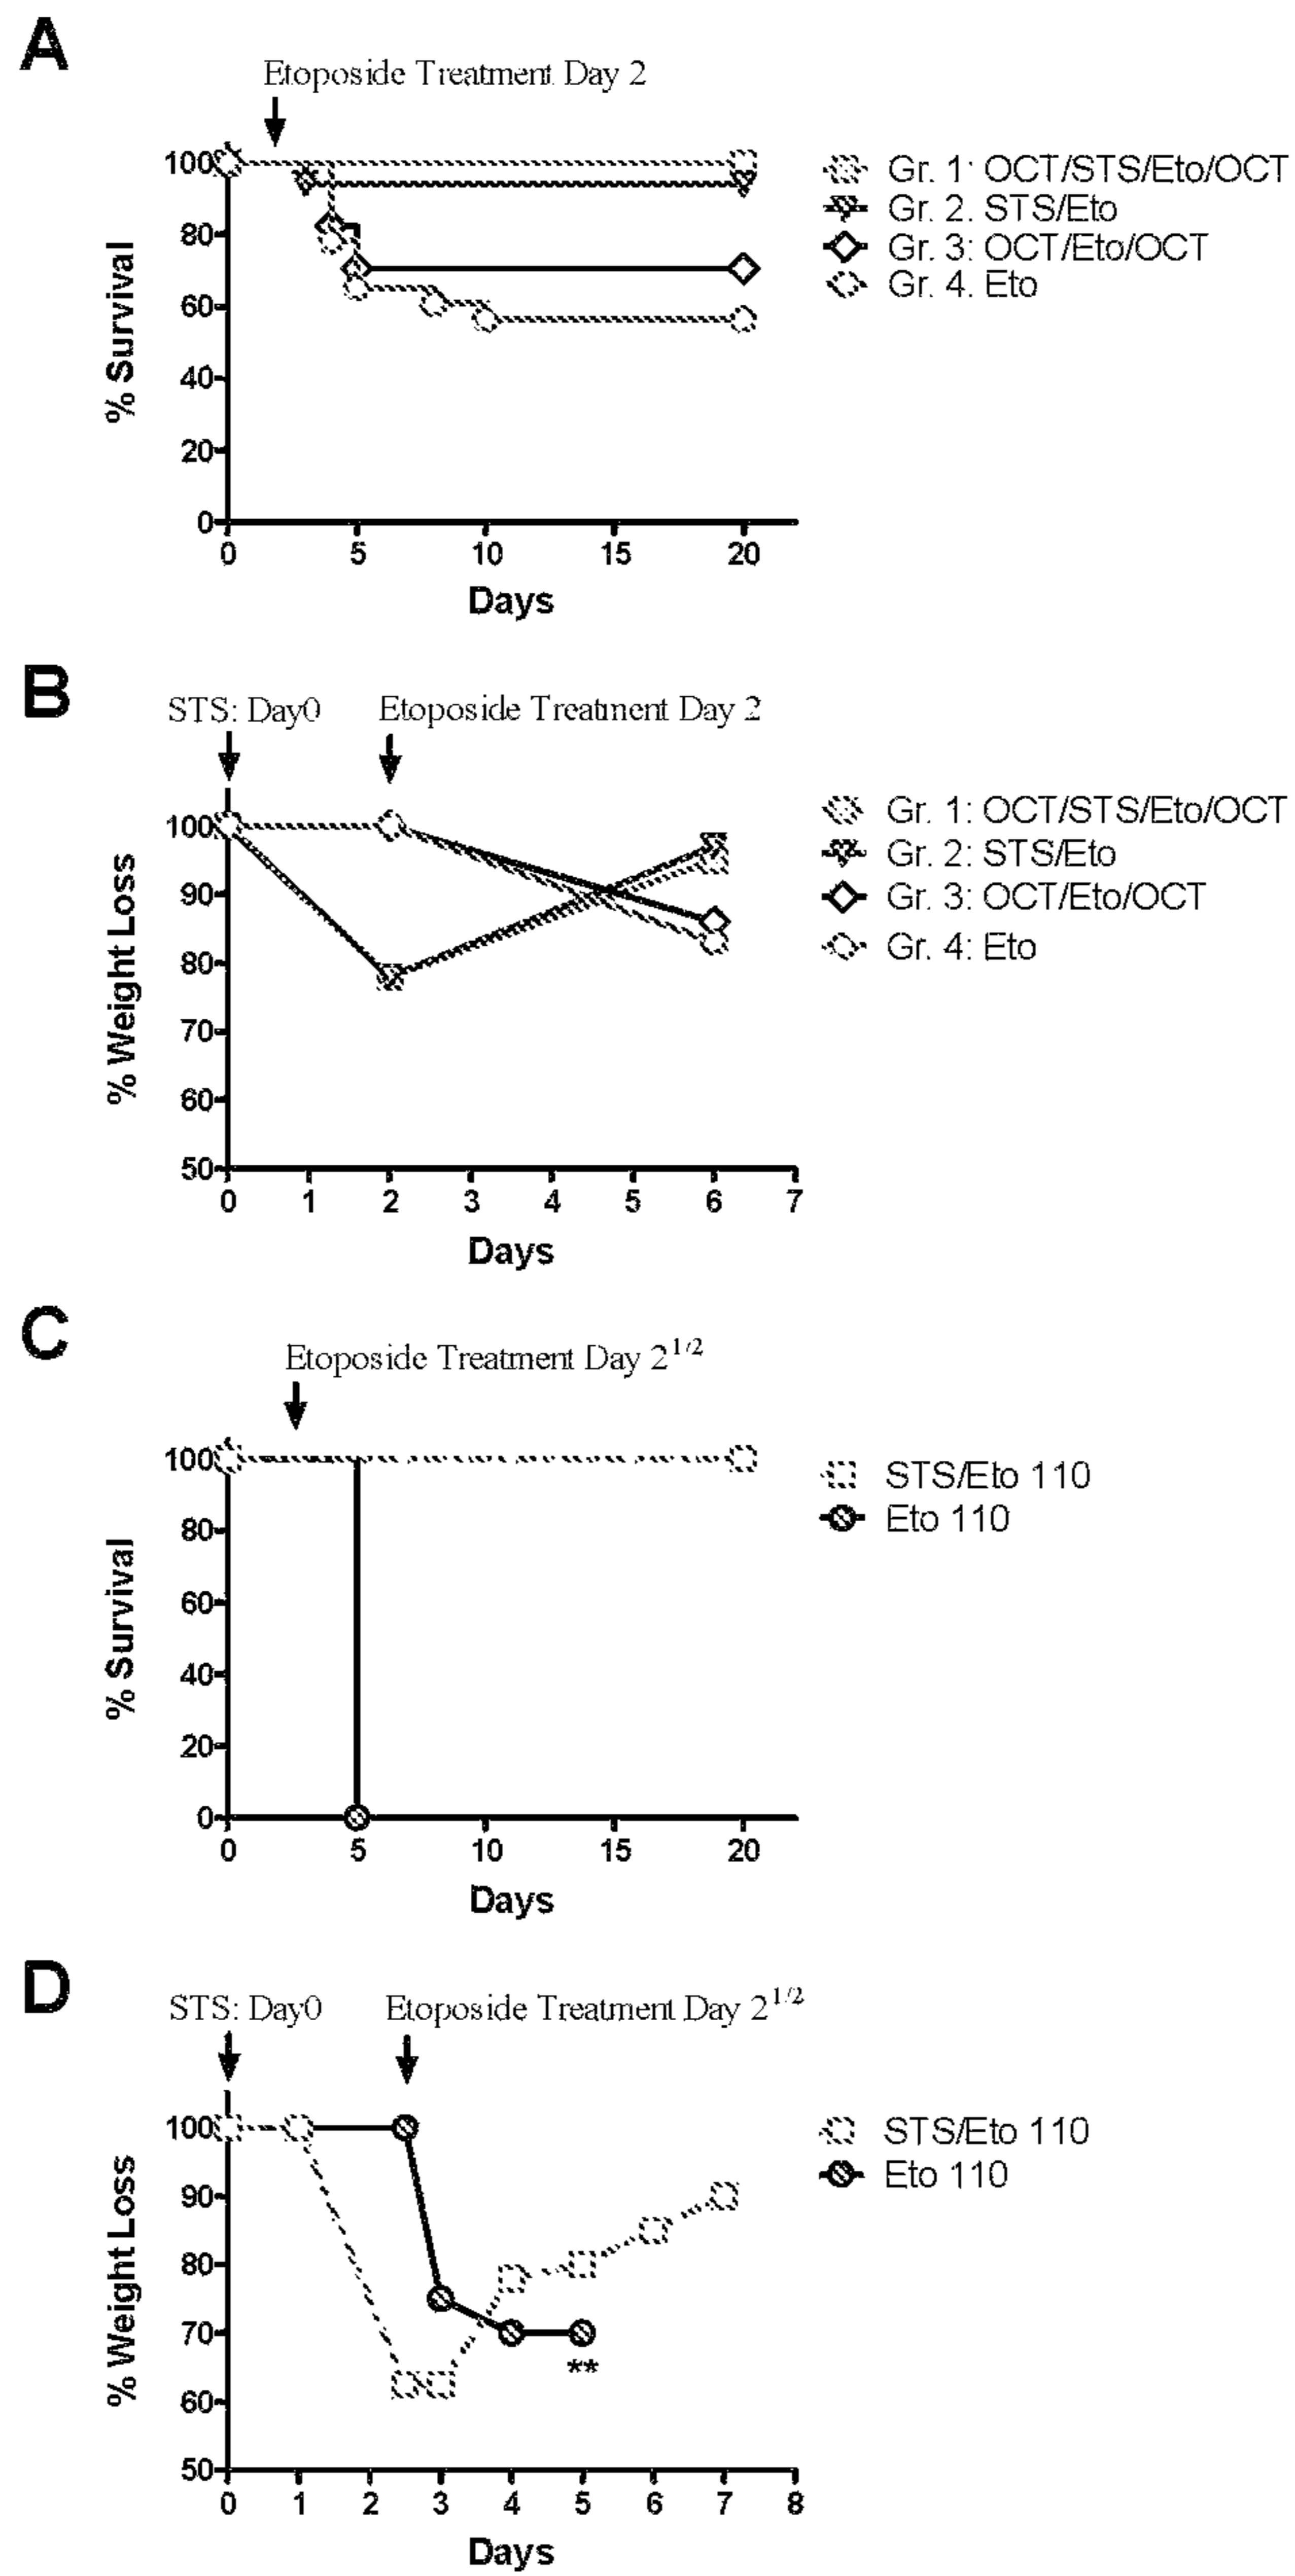 A
Etoposide Treatment Day 2
100
80
60
40
20
0
% Survival
0 5 10 15 20
Days
Gr. 1: OCT/STS/Eto/OCT
Gr. 2. STS/Eto
Gr. 3: OCT/Eto/OCT
Gr. 4. Eto
B
STS: Day0 Etoposide Treatment Day 2
100
90
80
70
60
50
% Weight Loss
0 1 2 3 4 5 6 7
Days
Gr. 1: OCT/STS/Eto/OCT
Gr. 2: STS/Eto
Gr. 3: OCT/Eto/OCT
Gr. 4: Eto
C
Etoposide Treatment Day 2 1/2
100
80
60
40
20
0
% Survival
0 5 10 15 20
Days
STS/Eto 110
Eto 110
D
STS: Day0 Etoposide Treatment Day 2 1/2
100
90
80
70
60
50
% Weight Loss
**
0 1 2 3 4 5 6 7 8
Days
STS/Eto 110
Eto 110